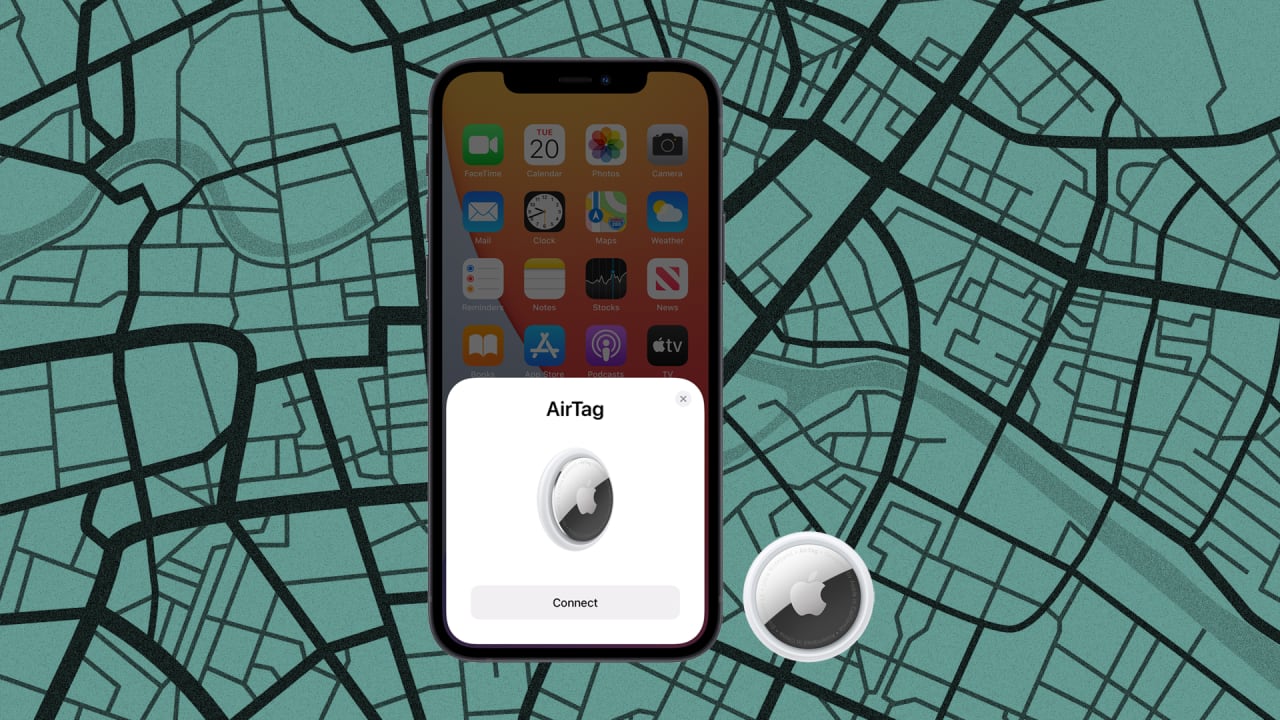 TUE
20
FaceTime
Calendar
Photos
Camera
Mail
Clock
Maps
Weather
Reminders
Notes
Stocks
News
Books
App Store
Podcasts
tv
TV
AirTag
Connect